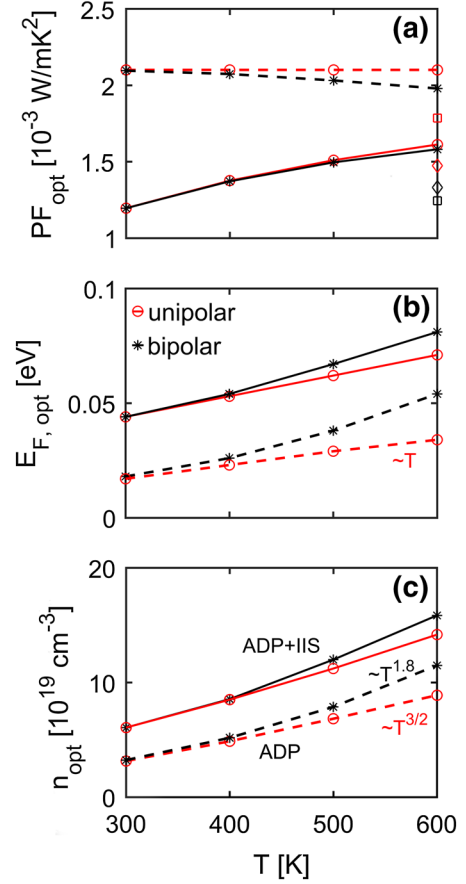 (a)
PF_opt [10^-3 W/mK^2]
2.5
2
1.5
1
(b)
E_F, opt [eV]
0.1
0.05
0
unipolar
bipolar
~T
(c)
n_opt [10^19 cm^-3]
20
10
0
ADP+IIS
~T^1.8
ADP
~T^3/2
300 400 500 600
T [K]